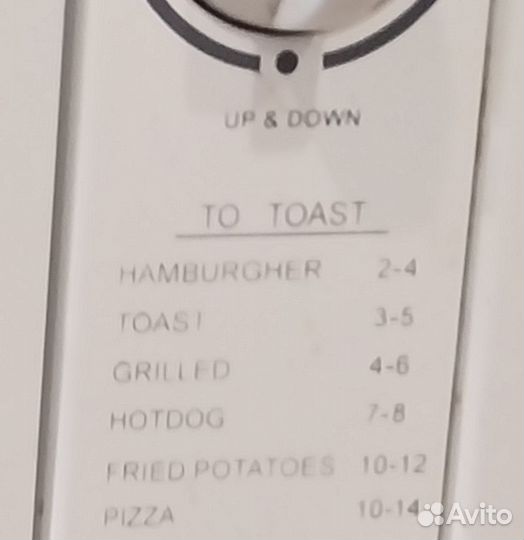 UP & DOWN
TO TOAST
HAMBURGHER 2-4
TOAST 3-5
GRILLED 4-6
HOTDOG 7-8
FRIED POTATOES 10-12
PIZZA 10-14
Avito